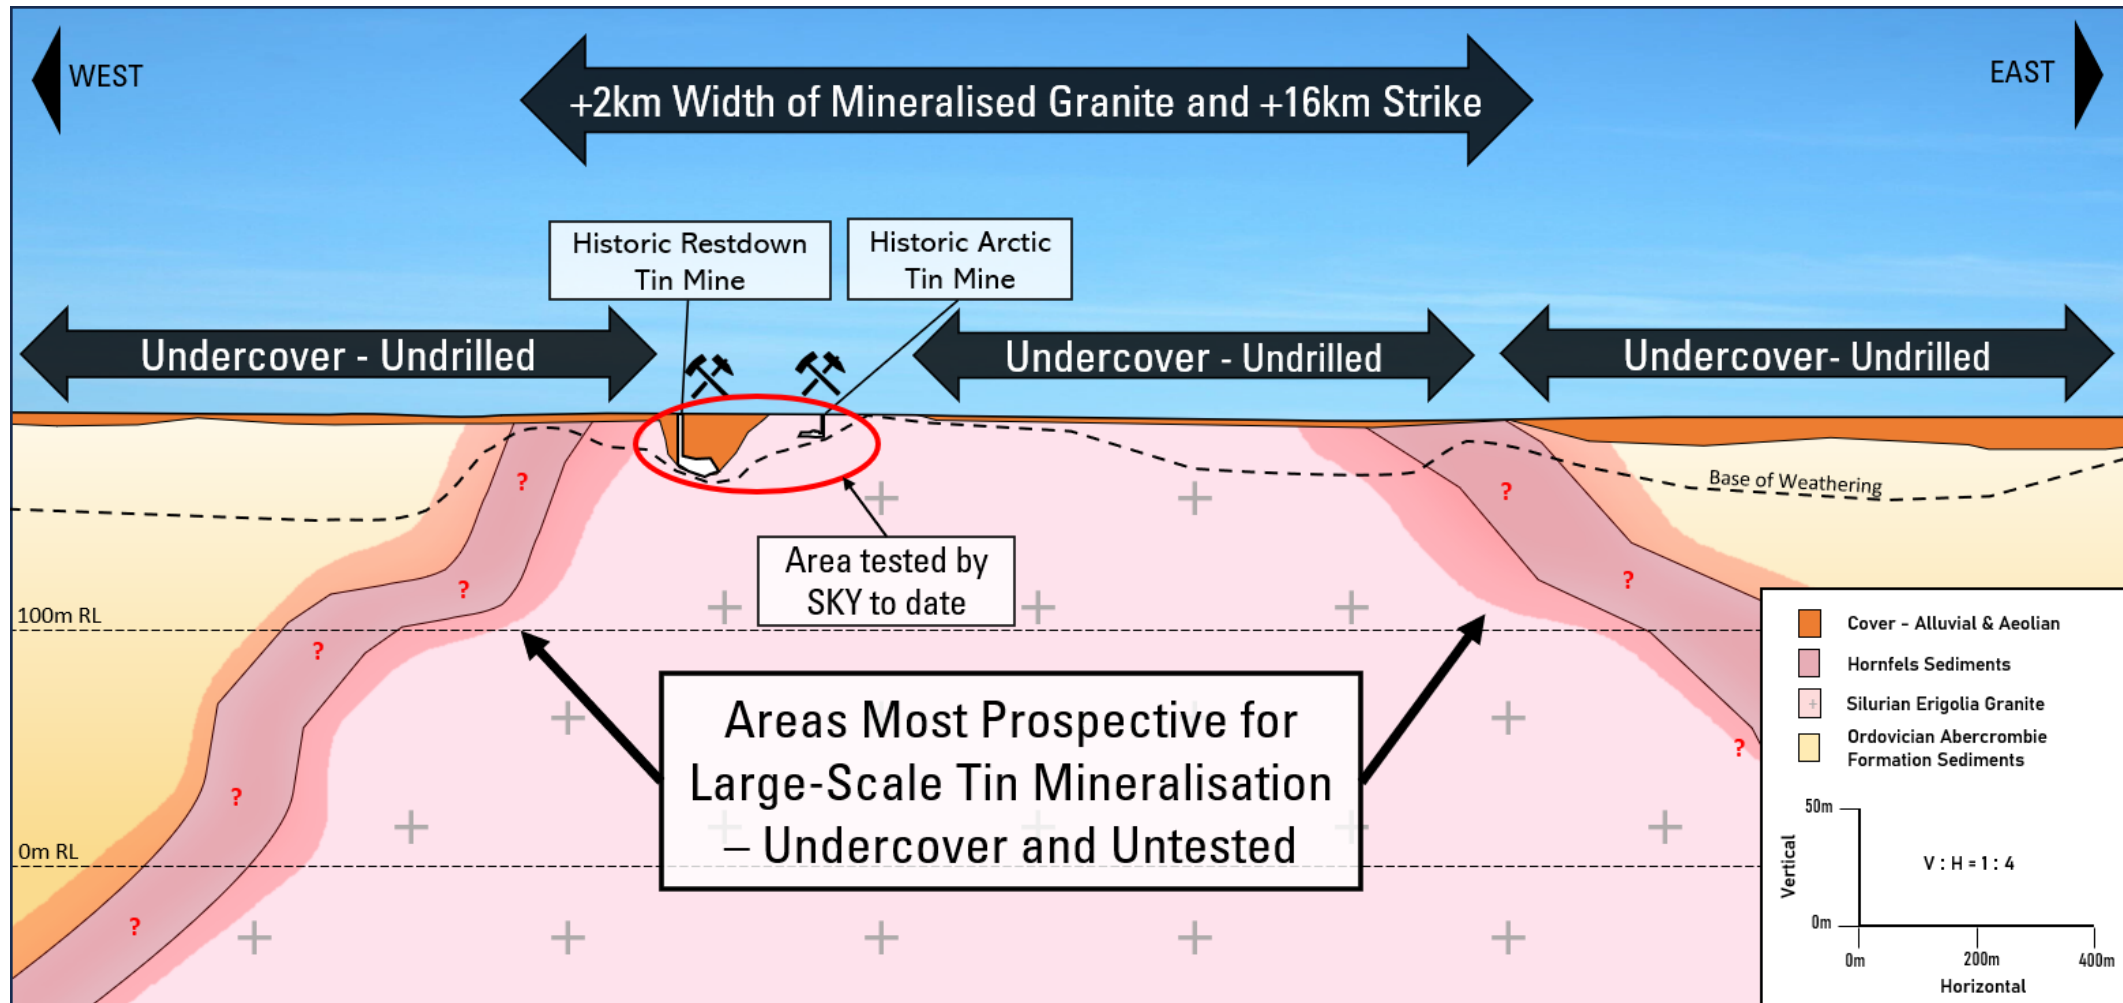 WEST
EAST
+2km Width of Mineralised Granite and +16km Strike
Historic Restdown
Tin Mine
Historic Arctic
Tin Mine
Undercover - Undrilled
Undercover - Undrilled
Undercover- Undrilled
?
?
?
?
?
?
?
?
Base of Weathering
Area tested by
SKY to date
100m RL
0m RL
Areas Most Prospective for
Large-Scale Tin Mineralisation
– Undercover and Untested
Cover - Alluvial & Aeolian
Hornfels Sediments
+
Silurian Erigolia Granite
Ordovician Abercrombie
Formation Sediments
50m
Vertical
V : H = 1 : 4
0m
0m
200m
400m
Horizontal